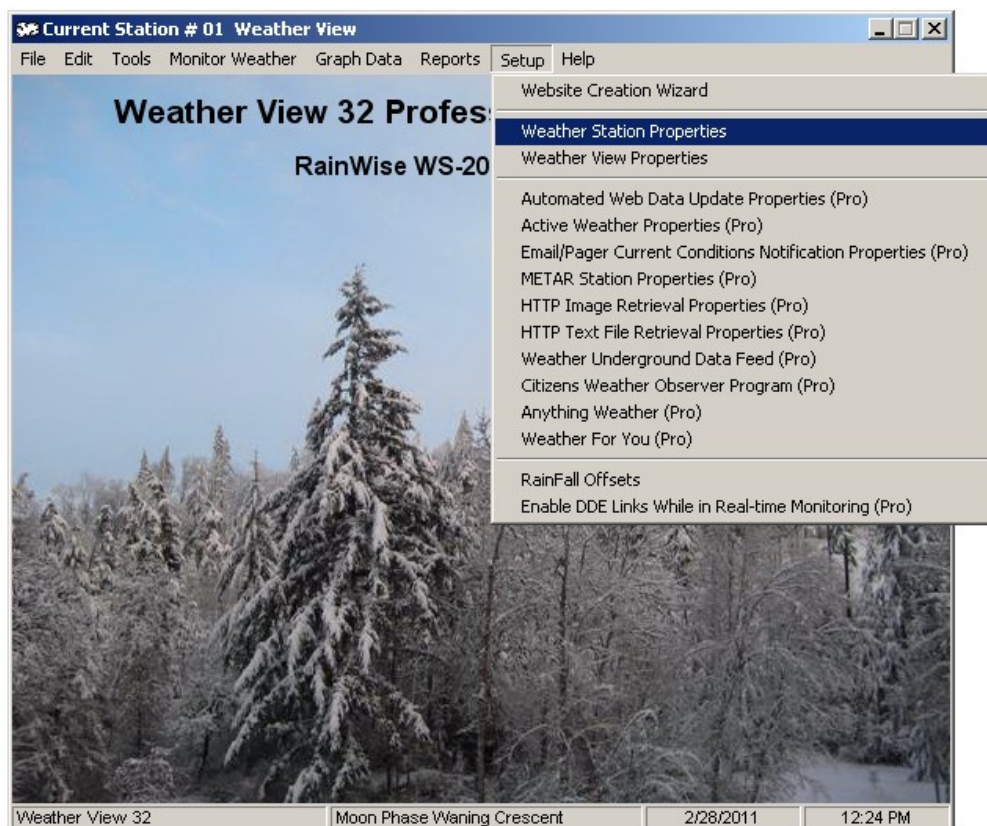 Current Station # 01 Weather View
File Edit Tools Monitor Weather Graph Data Reports Setup Help
Weather View 32 Profes
RainWise WS-20
Website Creation Wizard
Weather Station Properties
Weather View Properties
Automated Web Data Update Properties (Pro)
Active Weather Properties (Pro)
Email/Pager Current Conditions Notification Properties (Pro)
METAR Station Properties (Pro)
HTTP Image Retrieval Properties (Pro)
HTTP Text File Retrieval Properties (Pro)
Weather Underground Data Feed (Pro)
Citizens Weather Observer Program (Pro)
Anything Weather (Pro)
Weather For You (Pro)
RainFall Offsets
Enable DDE Links While in Real-time Monitoring (Pro)
Weather View 32 Moon Phase Waning Crescent 2/28/2011 12:24 PM